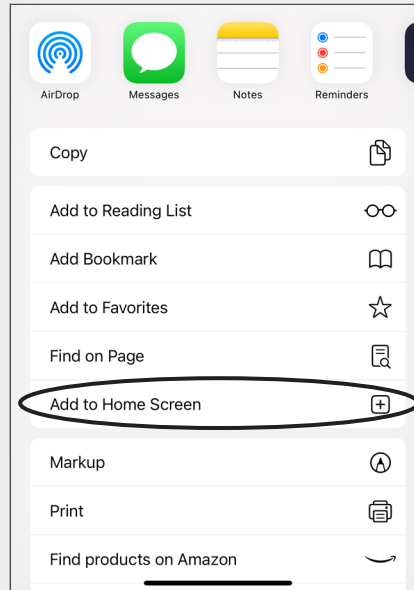 AirDrop Messages Notes Reminders
Copy
Add to Reading List
Add Bookmark
Add to Favorites
Find on Page
Add to Home Screen
Markup
Print
Find products on Amazon